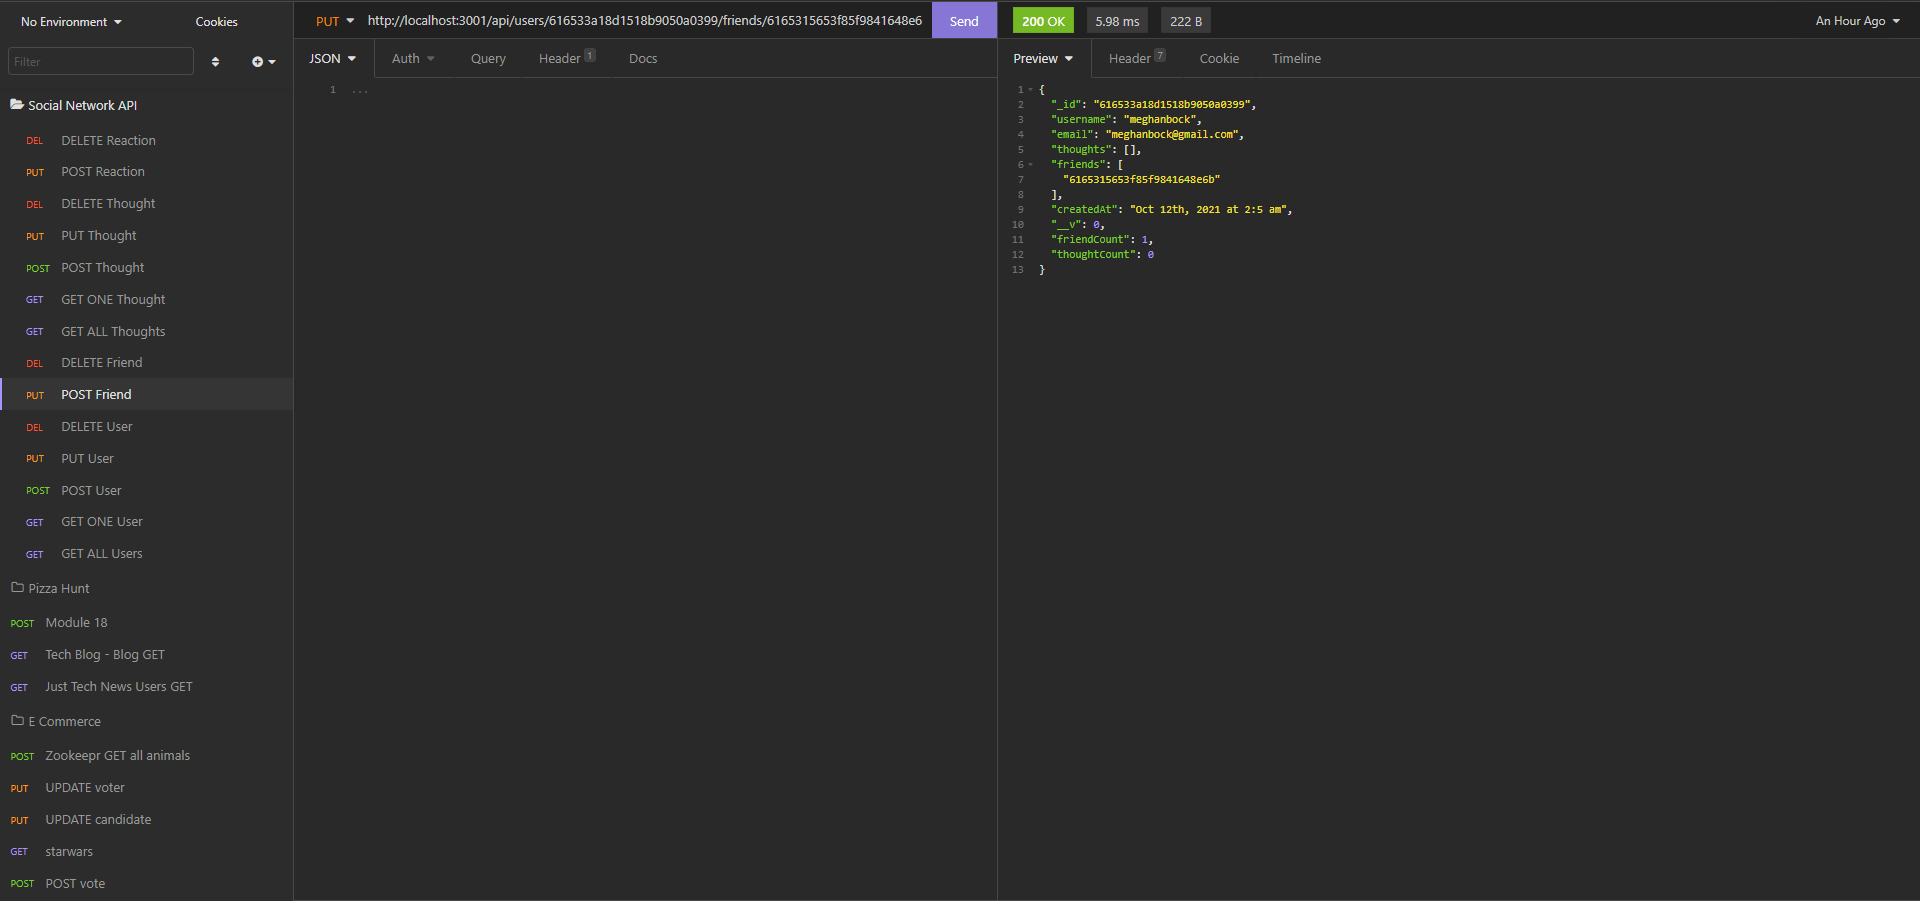 No Environment
Cookies
Filter
Social Network API
DEL DELETE Reaction
PUT POST Reaction
DEL DELETE Thought
PUT PUT Thought
POST POST Thought
GET GET ONE Thought
GET GET ALL Thoughts
DEL DELETE Friend
PUT POST Friend
DEL DELETE User
PUT PUT User
POST POST User
GET GET ONE User
GET GET ALL Users
Pizza Hunt
POST Module 18
GET Tech Blog - Blog GET
GET Just Tech News Users GET
E Commerce
POST Zookeepr GET all animals
PUT UPDATE voter
PUT UPDATE candidate
GET starwars
POST POST vote
PUT http://localhost:3001/api/users/616533a18d1518b9050a0399/friends/6165315653f85f9841648e6 Send
JSON Auth Query Header 1 Docs
1 ...
200 OK 5.98 ms 222 B An Hour Ago
Preview Header 7 Cookie Timeline
1 {
2 "_id": "616533a18d1518b9050a0399",
3 "username": "meghanbock",
4 "email": "meghanbock@gmail.com",
5 "thoughts": [],
6 "friends": [
7 "6165315653f85f9841648e6b"
8 ],
9 "createdAt": "Oct 12th, 2021 at 2:5 am",
10 "__v": 0,
11 "friendCount": 1,
12 "thoughtCount": 0
13 }